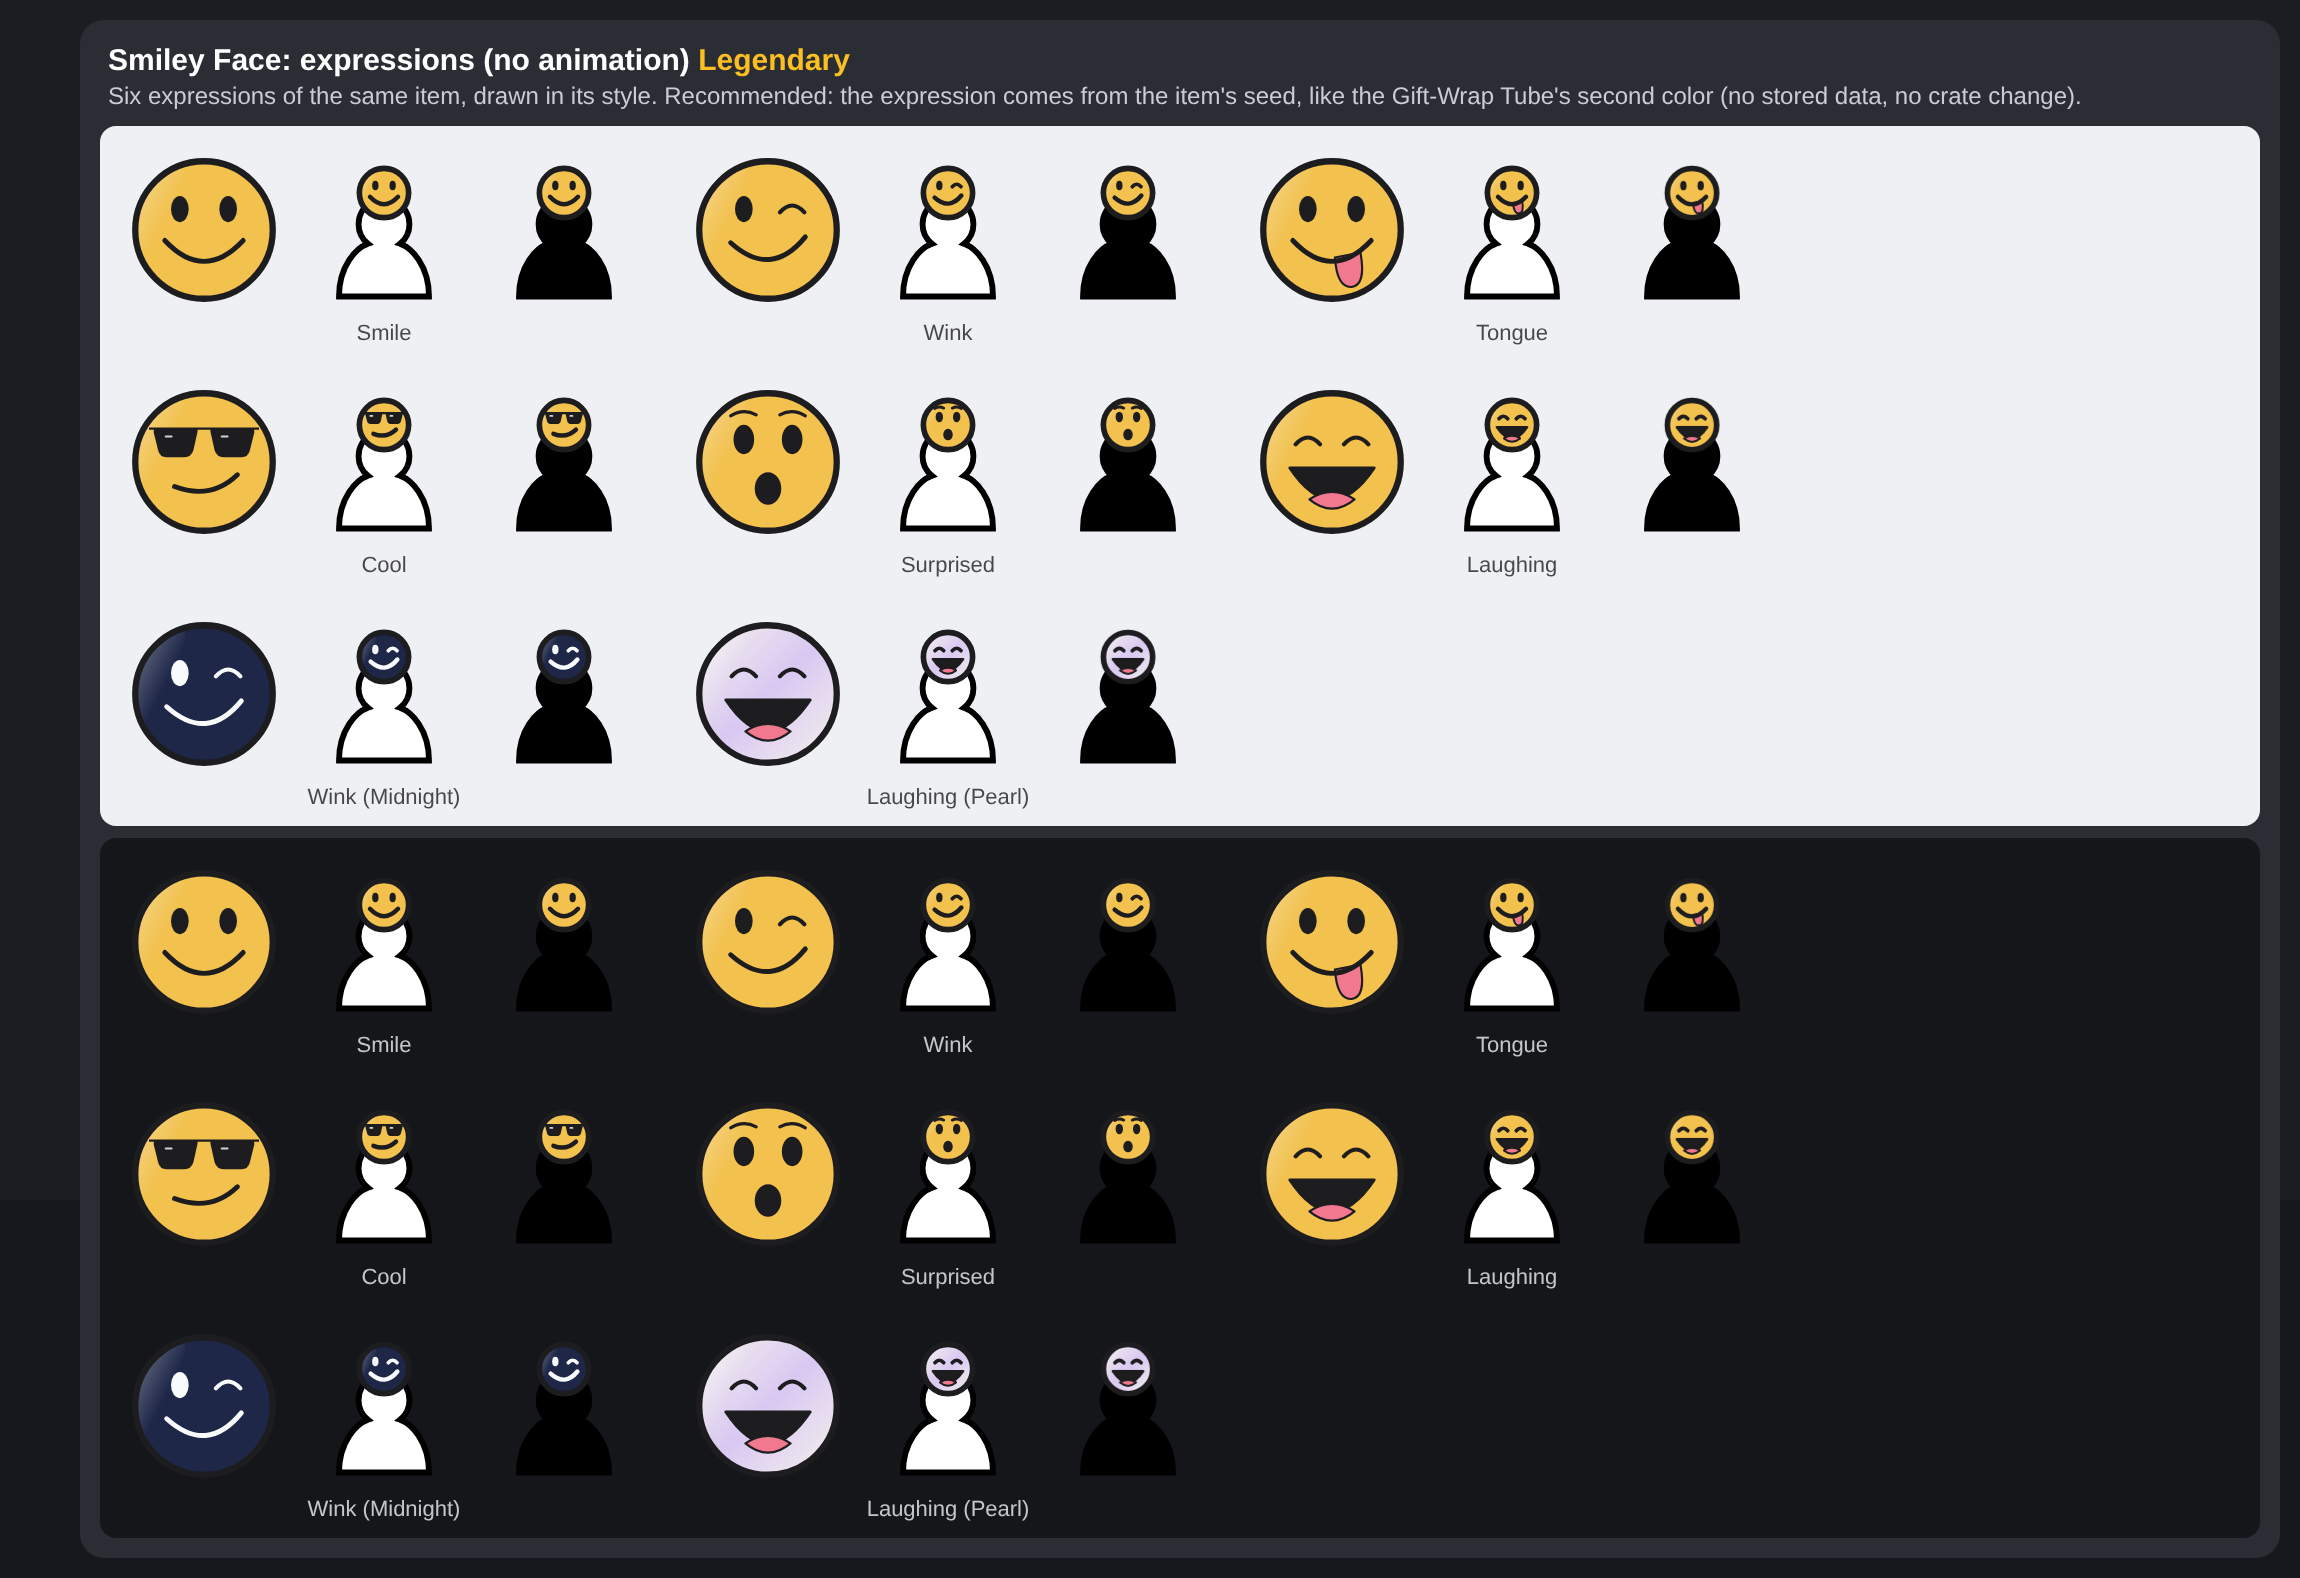 Smiley Face: expressions (no animation) Legendary
Six expressions of the same item, drawn in its style. Recommended: the expression comes from the item's seed, like the Gift-Wrap Tube's second color (no stored data, no crate change).
Smile Wink Tongue
Cool Surprised Laughing
Wink (Midnight) Laughing (Pearl)
Smile Wink Tongue
Cool Surprised Laughing
Wink (Midnight) Laughing (Pearl)